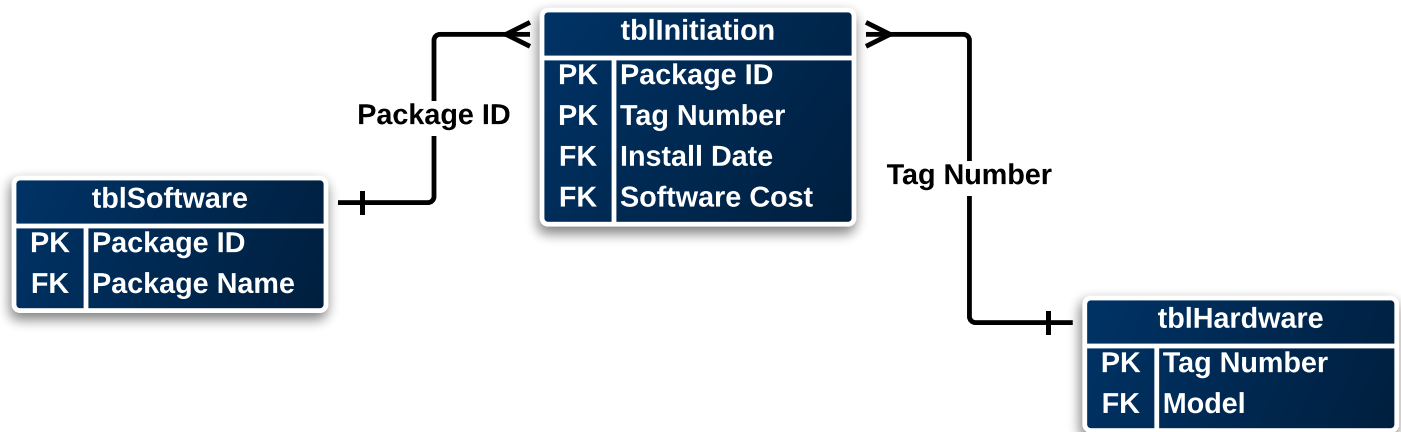 tblInitiation
PK Package ID
PK Tag Number
FK Install Date
FK Software Cost
Package ID
Tag Number
tblSoftware
PK Package ID
FK Package Name
tblHardware
PK Tag Number
FK Model